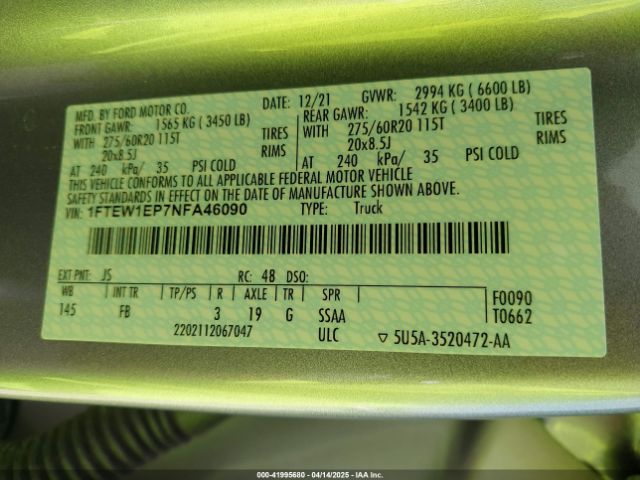 MFD. BY FORD MOTOR CO. DATE: 12/21 GVWR: 2994 KG ( 6600 LB)
FRONT GAWR: 1565 KG ( 3450 LB) REAR GAWR: 1542 KG ( 3400 LB)
WITH 275/60R20 115T TIRES WITH 275/60R20 115T TIRES
20x8.5J RIMS 20x8.5J RIMS
AT 240 kPa/ 35 PSI COLD AT 240 kPa/ 35 PSI COLD
THIS VEHICLE CONFORMS TO ALL APPLICABLE FEDERAL MOTOR VEHICLE
SAFETY STANDARDS IN EFFECT ON THE DATE OF MANUFACTURE SHOWN ABOVE.
VIN: 1FTEW1EP7NFA46090 TYPE: Truck
EXT PNT: JS RC: 48 DSO:
WB INT TR TP/PS R AXLE TR SPR F0090
145 FB 3 19 G SSAA T0662
2202112067047 ULC ▽ 5U5A-3520472-AA
000-41995680 - 04/14/2025 - IAA Inc.